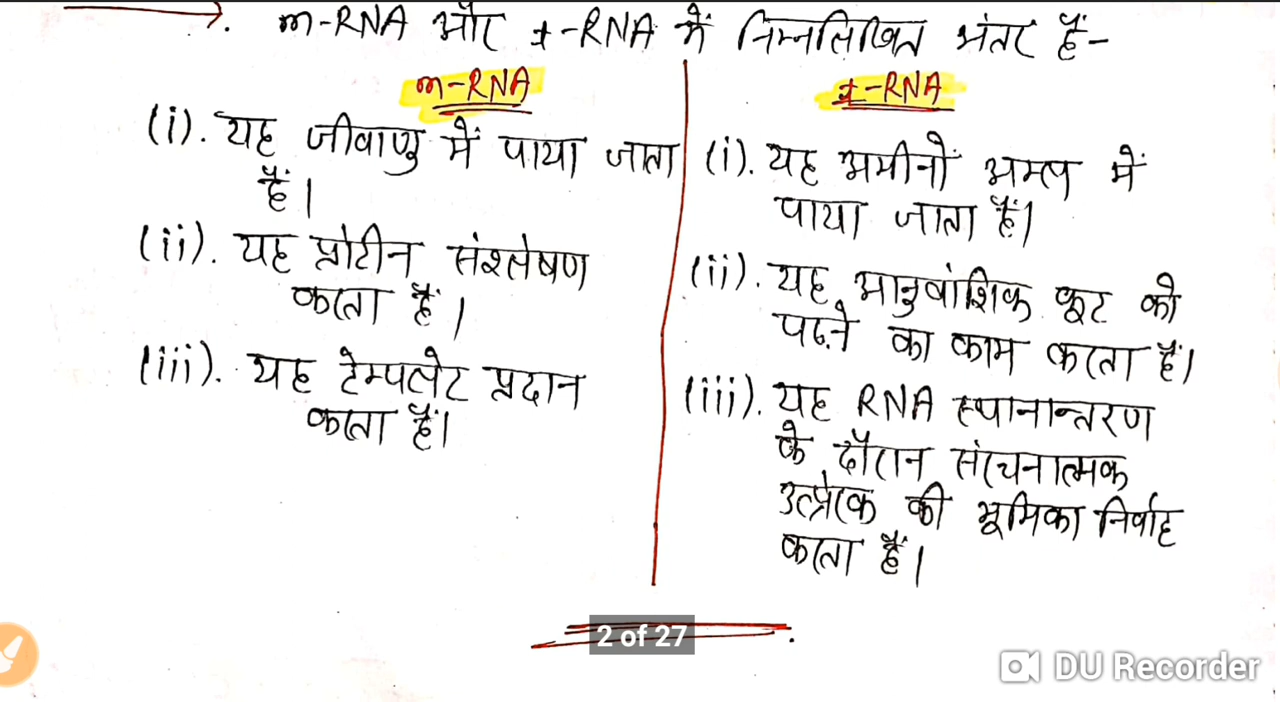 m-RNA और t-RNA में निम्नलिखित अंतर हैं-
m-RNA
(i). यह जीवाणु में पाया जाता
हैं।
(ii). यह प्रोटीन संश्लेषण
करता हैं।
(iii). यह टेम्पलेट प्रदान
करता हैं।
t-RNA
(i). यह अमीनों अम्ल में
पाया जाता हैं।
(ii). यह आनुवांशिक कूट को
पढ़ने का काम करता हैं।
(iii). यह RNA स्थानान्तरण
के दौरान संरचनात्मक
उत्प्रेरक की भूमिका निर्वाह
करता हैं।
2 of 27
DU Recorder